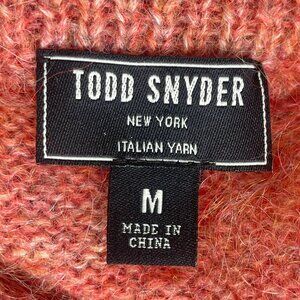 TODD SNYDER
NEW YORK
ITALIAN YARN
M
MADE IN
CHINA